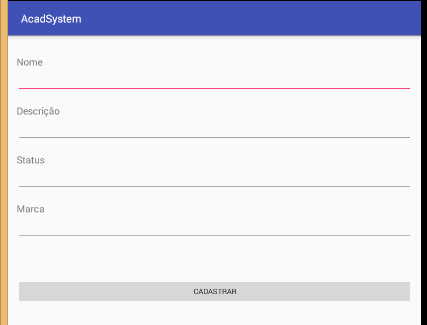 AcadSystem
Nome
Descrição
Status
Marca
CADASTRAR